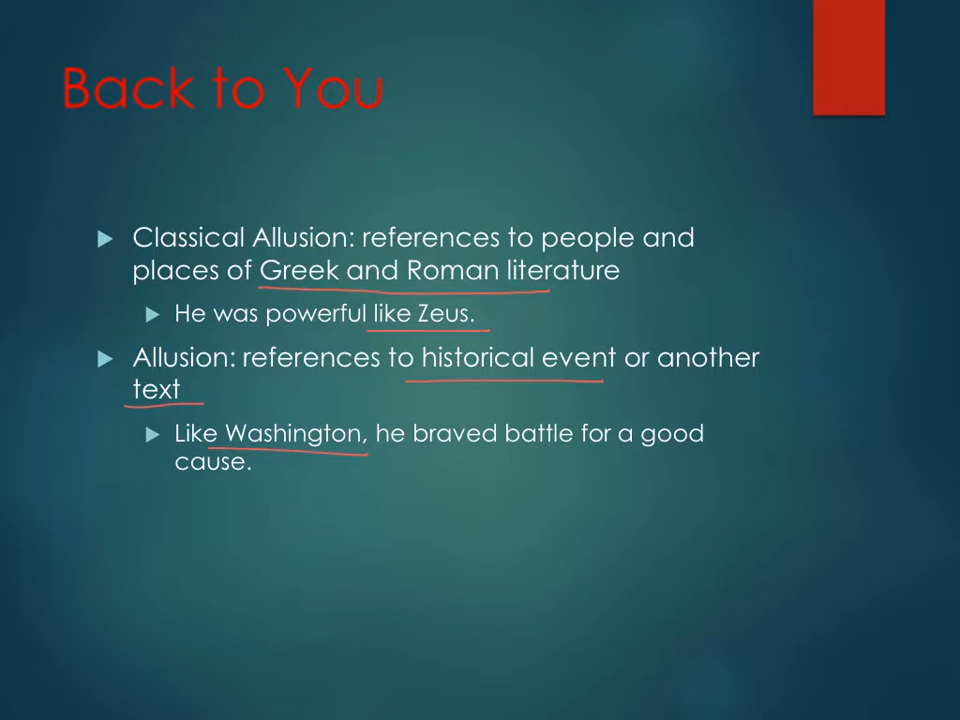 Back to You
Classical Allusion: references to people and
places of Greek and Roman literature
He was powerful like Zeus.
Allusion: references to historical event or another
text
Like Washington, he braved battle for a good
cause.